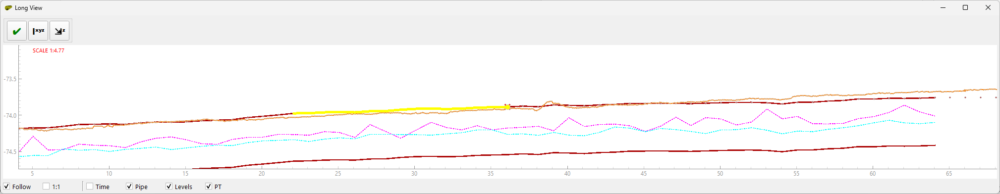 Long View
xyz z
SCALE 1:4.77
-73.5
-74.0
-74.5
5 10 15 20 25 30 35 40 45 50 55 60 65
Follow 1:1 Time Pipe Levels PT